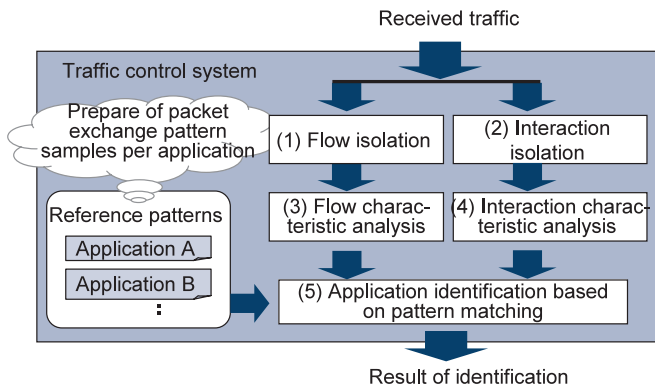 Received traffic
Traffic control system
Prepare of packet
exchange pattern
samples per application
(1) Flow isolation
(2) Interaction
isolation
Reference patterns
Application A
Application B
:
(3) Flow charac-
teristic analysis
(4) Interaction charac-
teristic analysis
(5) Application identification based
on pattern matching
Result of identification